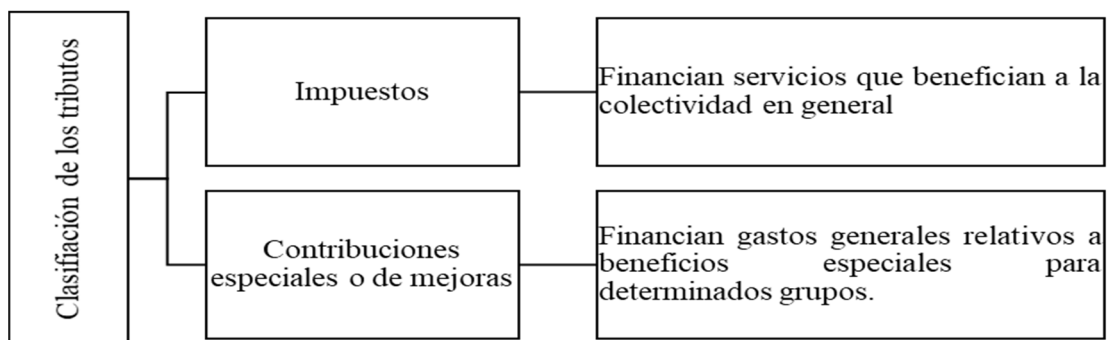 Clasifiación de los tributos
Impuestos
Financian servicios que benefician a la
colectividad en general
Contribuciones
especiales o de mejoras
Financian gastos generales relativos a
beneficios especiales para
determinados grupos.